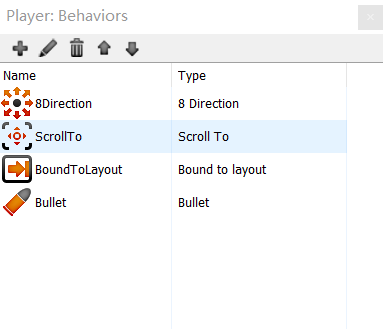 Player: Behaviors
Name Type
8Direction 8 Direction
ScrollTo Scroll To
BoundToLayout Bound to layout
Bullet Bullet